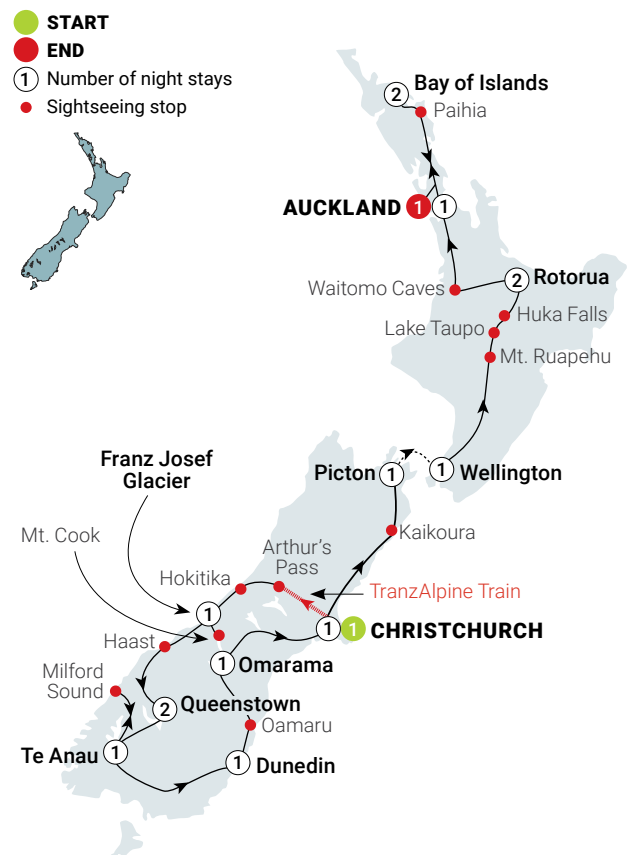 START
END
1 Number of night stays
Sightseeing stop
2 Bay of Islands
Paihia
AUCKLAND 1 1
Waitomo Caves
2 Rotorua
Huka Falls
Lake Taupo
Mt. Ruapehu
Franz Josef
Glacier
Picton 1
1 Wellington
Mt. Cook
Kaikoura
Arthur's
Pass
Hokitika
TranzAlpine Train
1
1 1 CHRISTCHURCH
Haast
1 Omarama
Milford
Sound
2 Queenstown
Oamaru
Te Anau 1
1 Dunedin